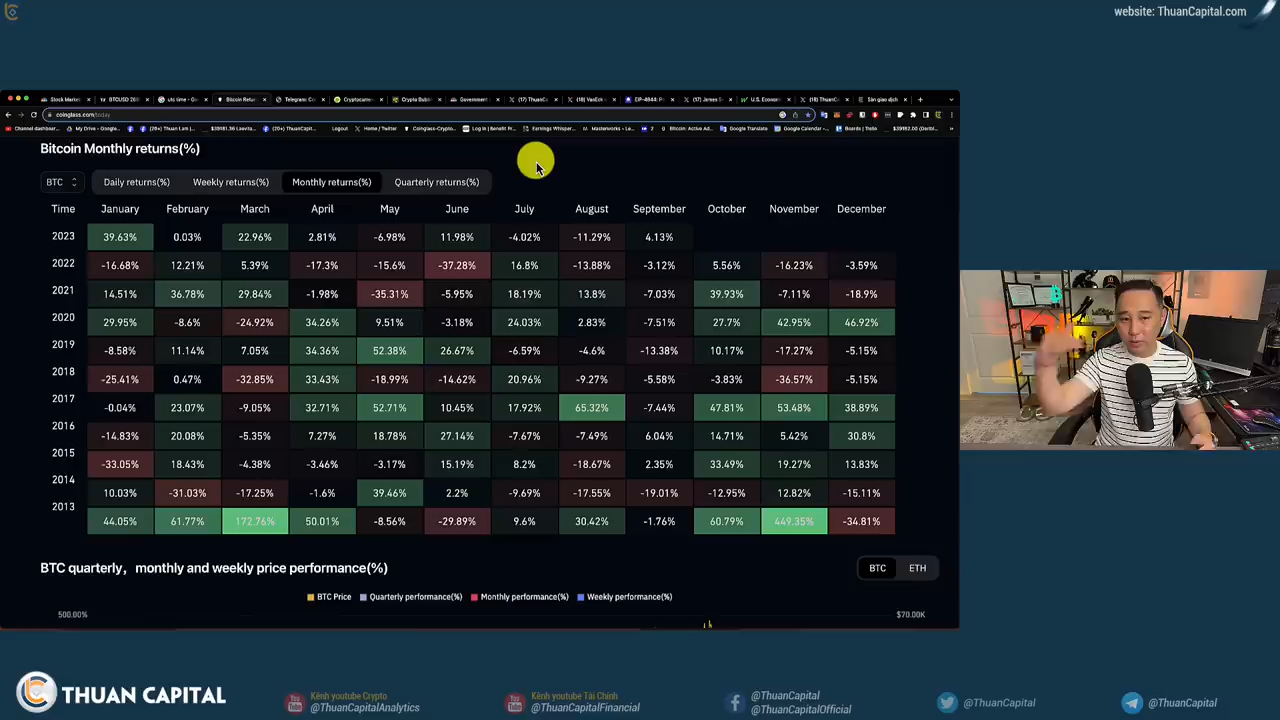 website: ThuanCapital.com
coinglass.com/today
Bitcoin Monthly returns(%)
BTC Daily returns(%) Weekly returns(%) Monthly returns(%) Quarterly returns(%)
Time January February March April May June July August September October November December
2023 39.63% 0.03% 22.96% 2.81% -6.98% 11.98% -4.02% -11.29% 4.13%
2022 -16.68% 12.21% 5.39% -17.3% -15.6% -37.28% 16.8% -13.88% -3.12% 5.56% -16.23% -3.59%
2021 14.51% 36.78% 29.84% -1.98% -35.31% -5.95% 18.19% 13.8% -7.03% 39.93% -7.11% -18.9%
2020 29.95% -8.6% -24.92% 34.26% 9.51% -3.18% 24.03% 2.83% -7.51% 27.7% 42.95% 46.92%
2019 -8.58% 11.14% 7.05% 34.36% 52.38% 26.67% -6.59% -4.6% -13.38% 10.17% -17.27% -5.15%
2018 -25.41% 0.47% -32.85% 33.43% -18.99% -14.62% 20.96% -9.27% -5.58% -3.83% -36.57% -5.15%
2017 -0.04% 23.07% -9.05% 32.71% 52.71% 10.45% 17.92% 65.32% -7.44% 47.81% 53.48% 38.89%
2016 -14.83% 20.08% -5.35% 7.27% 18.78% 27.14% -7.67% -7.49% 6.04% 14.71% 5.42% 30.8%
2015 -33.05% 18.43% -4.38% -3.46% -3.17% 15.19% 8.2% -18.67% 2.35% 33.49% 19.27% 13.83%
2014 10.03% -31.03% -17.25% -1.6% 39.46% 2.2% -9.69% -17.55% -19.01% -12.95% 12.82% -15.11%
2013 44.05% 61.77% 172.76% 50.01% -8.56% -29.89% 9.6% 30.42% -1.76% 60.79% 449.35% -34.81%
BTC quarterly, monthly and weekly price performance(%)
BTC ETH
BTC Price Quarterly performance(%) Monthly performance(%) Weekly performance(%)
500.00% $70.00K
THUAN CAPITAL
Kênh youtube Crypto
@ThuanCapitalAnalytics
Kênh youtube Tài Chính
@ThuanCapitalFinancial
@ThuanCapital
@ThuanCapitalOfficial
@ThuanCapital
@ThuanCapital